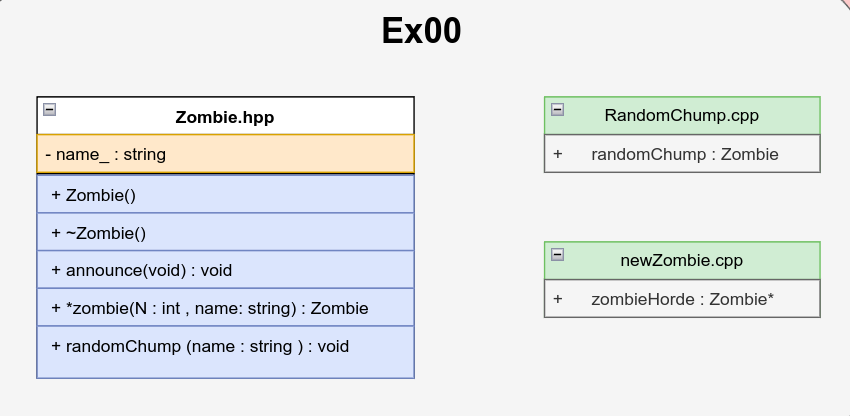 Ex00
Zombie.hpp
- name_ : string
+ Zombie()
+ ~Zombie()
+ announce(void) : void
+ *zombie(N : int , name: string) : Zombie
+ randomChump (name : string ) : void
RandomChump.cpp
+ randomChump : Zombie
newZombie.cpp
+ zombieHorde : Zombie*